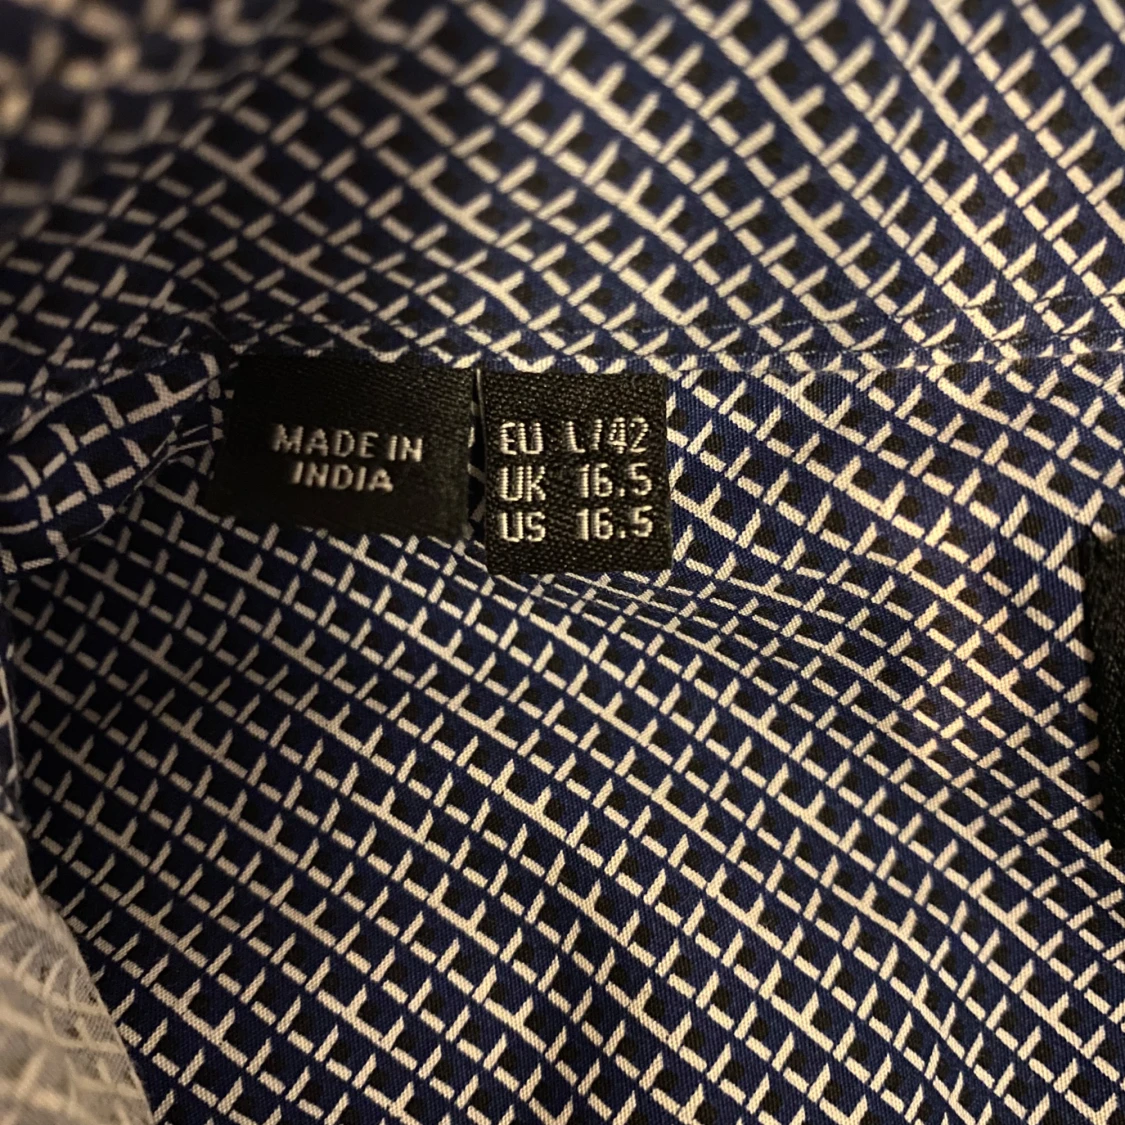 MADE IN
INDIA
EU L/42
UK 16.5
US 16.5